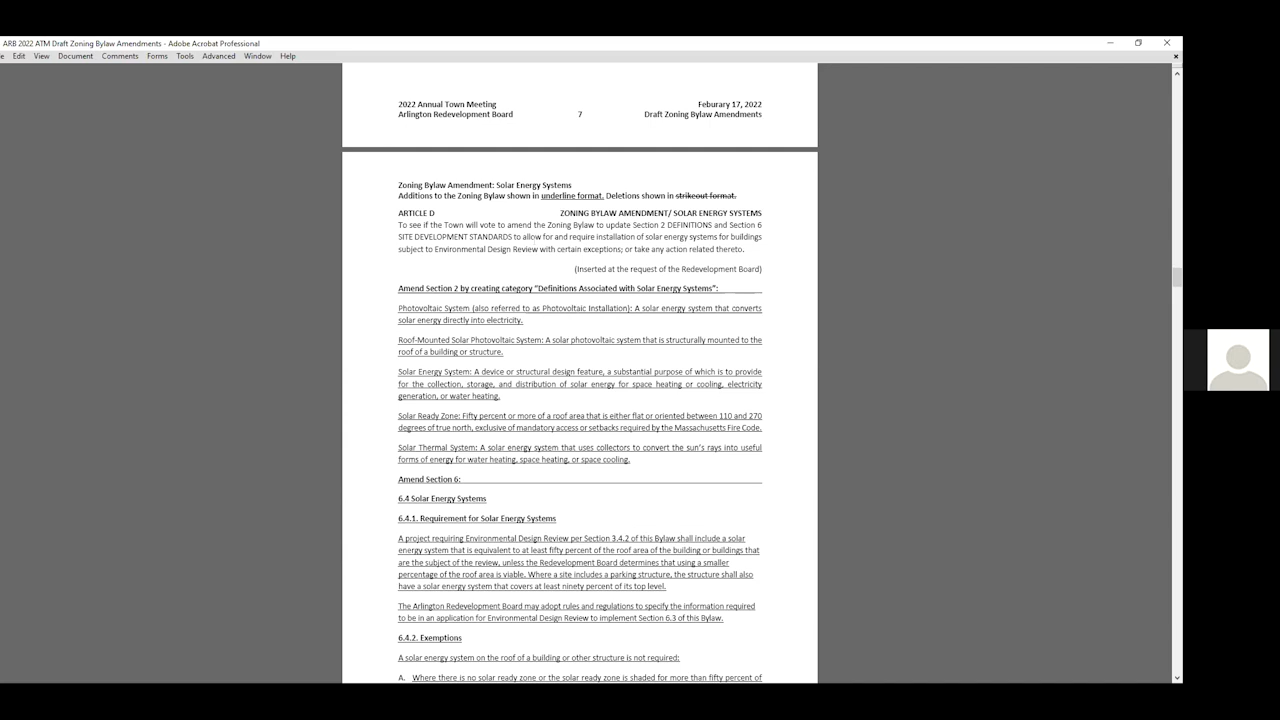 ARB 2022 ATM Draft Zoning Bylaw Amendments - Adobe Acrobat Professional
e Edit View Document Comments Forms Tools Advanced Window Help
2022 Annual Town Meeting Feburary 17, 2022
Arlington Redevelopment Board 7 Draft Zoning Bylaw Amendments
Zoning Bylaw Amendment: Solar Energy Systems
Additions to the Zoning Bylaw shown in underline format. Deletions shown in strikeout format.
ARTICLE D ZONING BYLAW AMENDMENT/ SOLAR ENERGY SYSTEMS
To see if the Town will vote to amend the Zoning Bylaw to update Section 2 DEFINITIONS and Section 6
SITE DEVELOPMENT STANDARDS to allow for and require installation of solar energy systems for buildings
subject to Environmental Design Review with certain exceptions; or take any action related thereto.
(Inserted at the request of the Redevelopment Board)
Amend Section 2 by creating category “Definitions Associated with Solar Energy Systems”:
Photovoltaic System (also referred to as Photovoltaic Installation): A solar energy system that converts
solar energy directly into electricity.
Roof-Mounted Solar Photovoltaic System: A solar photovoltaic system that is structurally mounted to the
roof of a building or structure.
Solar Energy System: A device or structural design feature, a substantial purpose of which is to provide
for the collection, storage, and distribution of solar energy for space heating or cooling, electricity
generation, or water heating.
Solar Ready Zone: Fifty percent or more of a roof area that is either flat or oriented between 110 and 270
degrees of true north, exclusive of mandatory access or setbacks required by the Massachusetts Fire Code.
Solar Thermal System: A solar energy system that uses collectors to convert the sun’s rays into useful
forms of energy for water heating, space heating, or space cooling.
Amend Section 6:
6.4 Solar Energy Systems
6.4.1. Requirement for Solar Energy Systems
A project requiring Environmental Design Review per Section 3.4.2 of this Bylaw shall include a solar
energy system that is equivalent to at least fifty percent of the roof area of the building or buildings that
are the subject of the review, unless the Redevelopment Board determines that using a smaller
percentage of the roof area is viable. Where a site includes a parking structure, the structure shall also
have a solar energy system that covers at least ninety percent of its top level.
The Arlington Redevelopment Board may adopt rules and regulations to specify the information required
to be in an application for Environmental Design Review to implement Section 6.3 of this Bylaw.
6.4.2. Exemptions
A solar energy system on the roof of a building or other structure is not required:
A. Where there is no solar ready zone or the solar ready zone is shaded for more than fifty percent of